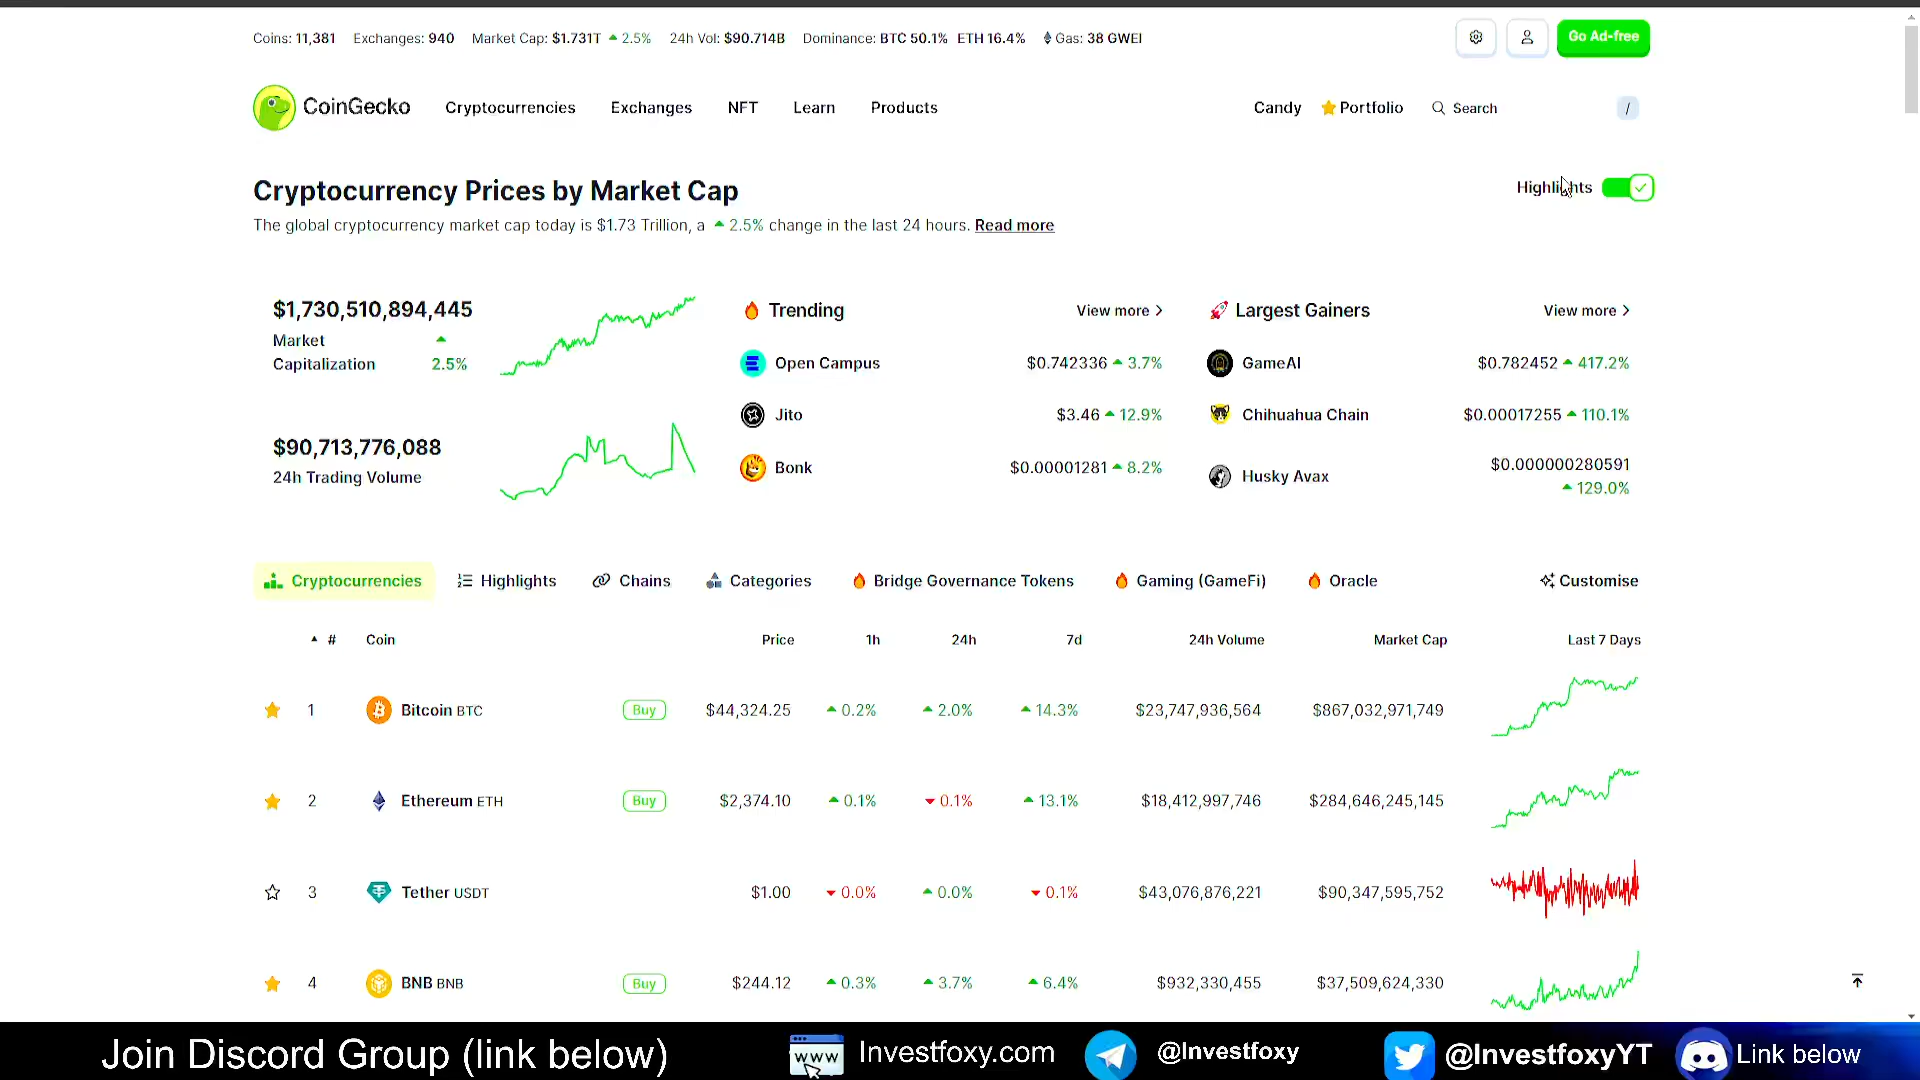 Coins: 11,381 Exchanges: 940 Market Cap: $1.731T 2.5% 24h Vol: $90.714B Dominance: BTC 50.1% ETH 16.4% Gas: 38 GWEI
Go Ad-free
CoinGecko Cryptocurrencies Exchanges NFT Learn Products Candy Portfolio Search /
Cryptocurrency Prices by Market Cap
Highlights
The global cryptocurrency market cap today is $1.73 Trillion, a 2.5% change in the last 24 hours. Read more
$1,730,510,894,445
Market Capitalization 2.5%
$90,713,776,088
24h Trading Volume
Trending View more
Open Campus $0.742336 3.7%
Jito $3.46 12.9%
Bonk $0.00001281 8.2%
Largest Gainers View more
GameAI $0.782452 417.2%
Chihuahua Chain $0.00017255 110.1%
Husky Avax $0.000000280591 129.0%
Cryptocurrencies Highlights Chains Categories Bridge Governance Tokens Gaming (GameFi) Oracle Customise
# Coin Price 1h 24h 7d 24h Volume Market Cap Last 7 Days
1 Bitcoin BTC Buy $44,324.25 0.2% 2.0% 14.3% $23,747,936,564 $867,032,971,749
2 Ethereum ETH Buy $2,374.10 0.1% 0.1% 13.1% $18,412,997,746 $284,646,245,145
3 Tether USDT $1.00 0.0% 0.0% 0.1% $43,076,876,221 $90,347,595,752
4 BNB BNB Buy $244.12 0.3% 3.7% 6.4% $932,330,455 $37,509,624,330
Join Discord Group (link below) www Investfoxy.com @Investfoxy @InvestfoxyYT Link below